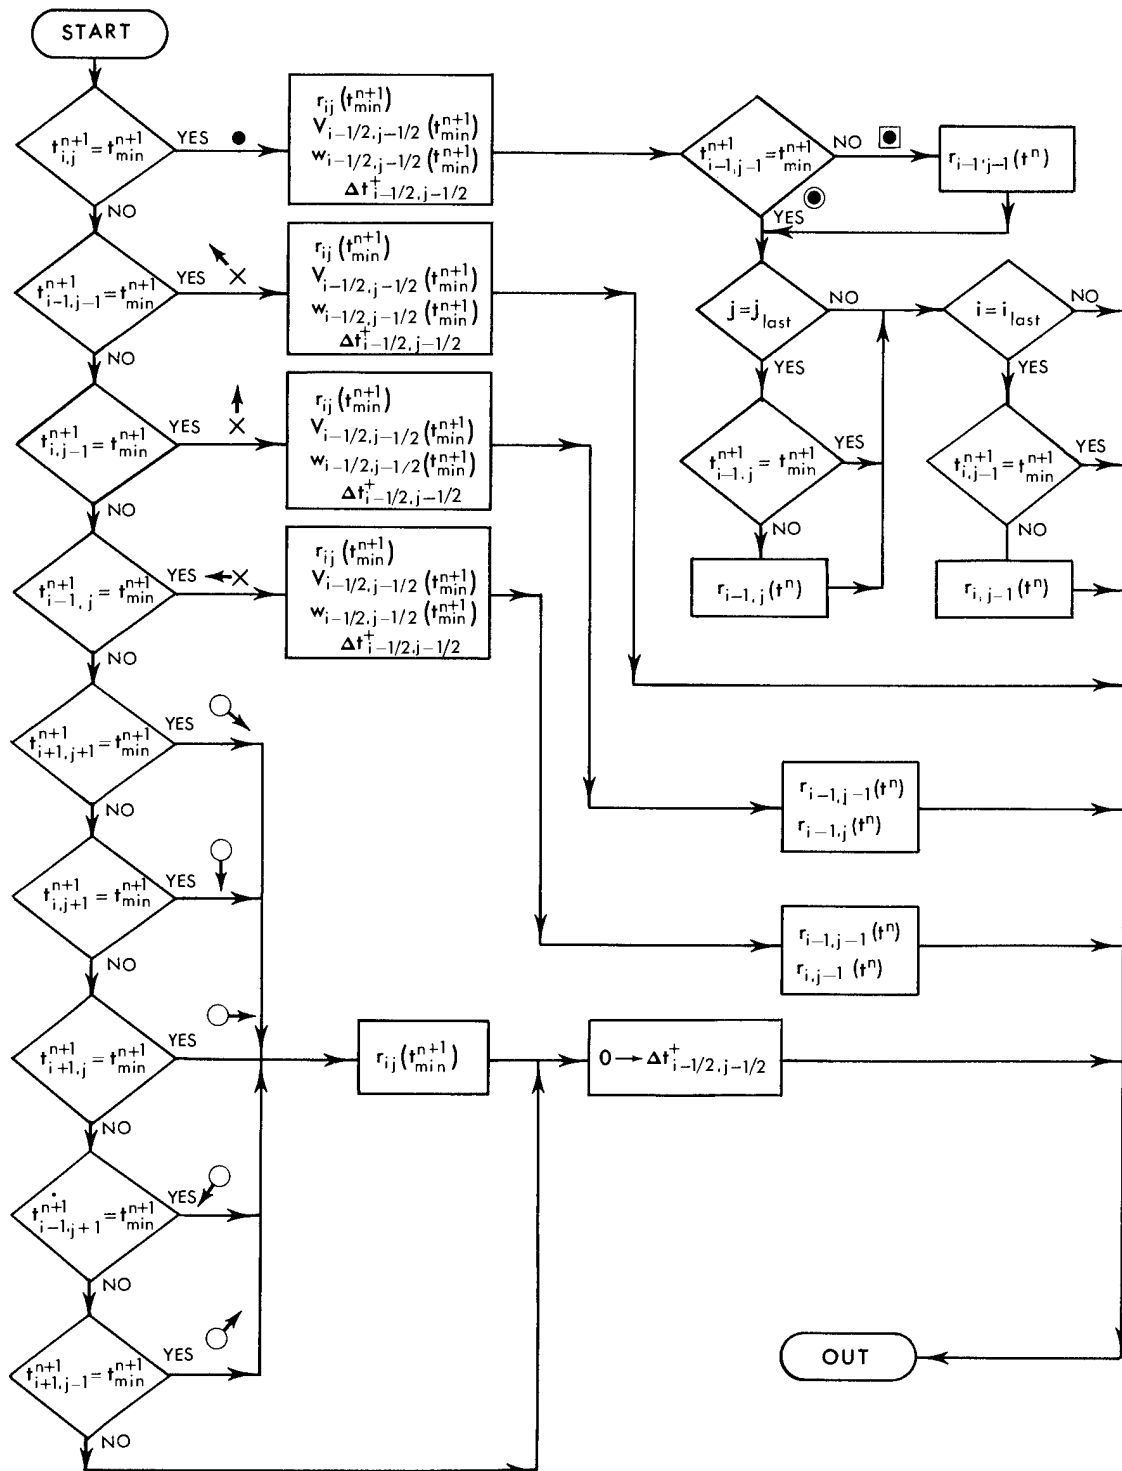 START
t^{n+1}_{i,j} = t^{n+1}_{min}
YES
NO
r_{ij} (t^{n+1}_{min})
V_{i-1/2,j-1/2} (t^{n+1}_{min})
w_{i-1/2,j-1/2} (t^{n+1}_{min})
Δt^{+}_{i-1/2,j-1/2}
t^{n+1}_{i-1,j-1} = t^{n+1}_{min}
NO
YES
r_{i-1,j-1} (t^n)
t^{n+1}_{i-1,j-1} = t^{n+1}_{min}
YES
NO
r_{ij} (t^{n+1}_{min})
V_{i-1/2,j-1/2} (t^{n+1}_{min})
w_{i-1/2,j-1/2} (t^{n+1}_{min})
Δt^{+}_{i-1/2,j-1/2}
j = j_{last}
NO
YES
i = i_{last}
NO
YES
t^{n+1}_{i,j-1} = t^{n+1}_{min}
YES
NO
r_{ij} (t^{n+1}_{min})
V_{i-1/2,j-1/2} (t^{n+1}_{min})
w_{i-1/2,j-1/2} (t^{n+1}_{min})
Δt^{+}_{i-1/2,j-1/2}
t^{n+1}_{i-1,j} = t^{n+1}_{min}
YES
NO
t^{n+1}_{i,j-1} = t^{n+1}_{min}
YES
NO
t^{n+1}_{i-1,j} = t^{n+1}_{min}
YES
NO
r_{ij} (t^{n+1}_{min})
V_{i-1/2,j-1/2} (t^{n+1}_{min})
w_{i-1/2,j-1/2} (t^{n+1}_{min})
Δt^{+}_{i-1/2,j-1/2}
r_{i-1,j} (t^n)
r_{i,j-1} (t^n)
t^{n+1}_{i+1,j+1} = t^{n+1}_{min}
YES
NO
r_{i-1,j-1} (t^n)
r_{i-1,j} (t^n)
t^{n+1}_{i,j+1} = t^{n+1}_{min}
YES
NO
r_{i-1,j-1} (t^n)
r_{i,j-1} (t^n)
t^{n+1}_{i+1,j} = t^{n+1}_{min}
YES
NO
r_{ij} (t^{n+1}_{min})
0 → Δt^{+}_{i-1/2,j-1/2}
t^{n+1}_{i-1,j+1} = t^{n+1}_{min}
YES
NO
t^{n+1}_{i+1,j-1} = t^{n+1}_{min}
YES
NO
OUT